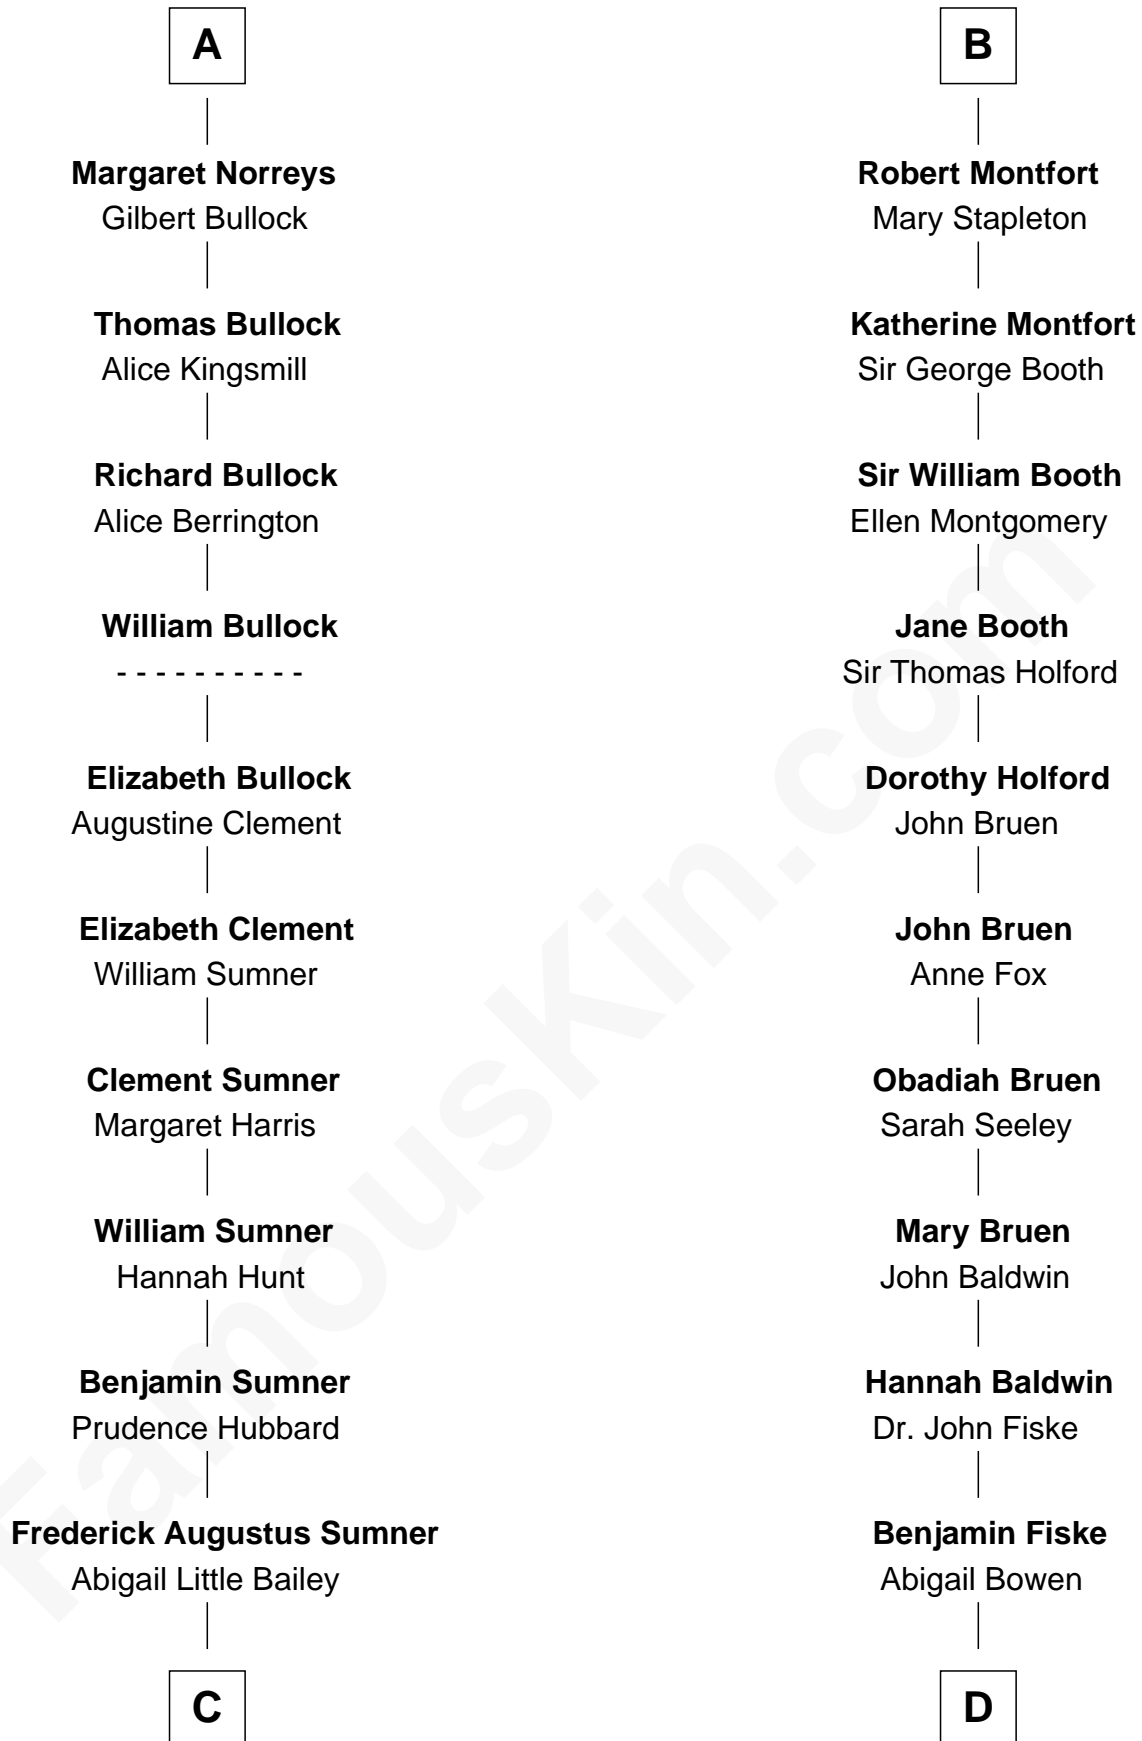 A
Margaret Norreys
Gilbert Bullock
Thomas Bullock
Alice Kingsmill
Richard Bullock
Alice Berrington
William Bullock
- - - - - - - - - -
Elizabeth Bullock
Augustine Clement
Elizabeth Clement
William Sumner
Clement Sumner
Margaret Harris
William Sumner
Hannah Hunt
Benjamin Sumner
Prudence Hubbard
Frederick Augustus Sumner
Abigail Little Bailey
C
B
Robert Montfort
Mary Stapleton
Katherine Montfort
Sir George Booth
Sir William Booth
Ellen Montgomery
Jane Booth
Sir Thomas Holford
Dorothy Holford
John Bruen
John Bruen
Anne Fox
Obadiah Bruen
Sarah Seeley
Mary Bruen
John Baldwin
Hannah Baldwin
Dr. John Fiske
Benjamin Fiske
Abigail Bowen
D
FamousKin.com